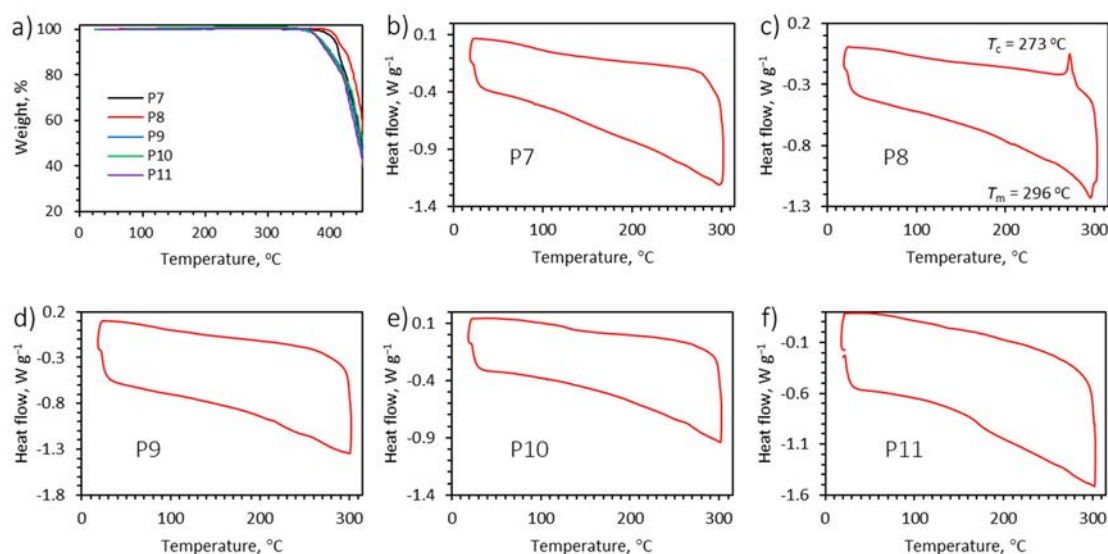 a)
Weight, %
100
80
60
40
20
P7
P8
P9
P10
P11
0
100
200
300
400
Temperature, °C
b)
Heat flow, W g⁻¹
0.1
-0.4
-0.9
-1.4
P7
0
100
200
300
Temperature, °C
c)
Heat flow, W g⁻¹
0.2
-0.3
-0.8
-1.3
Tc = 273 °C
P8
Tm = 296 °C
0
100
200
300
Temperature, °C
d)
Heat flow, W g⁻¹
0.2
-0.3
-0.8
-1.3
-1.8
P9
0
100
200
300
Temperature, °C
e)
Heat flow, W g⁻¹
0.1
-0.4
-0.9
-1.4
P10
0
100
200
300
Temperature, °C
f)
Heat flow, W g⁻¹
-0.1
-0.6
-1.1
-1.6
P11
0
100
200
300
Temperature, °C